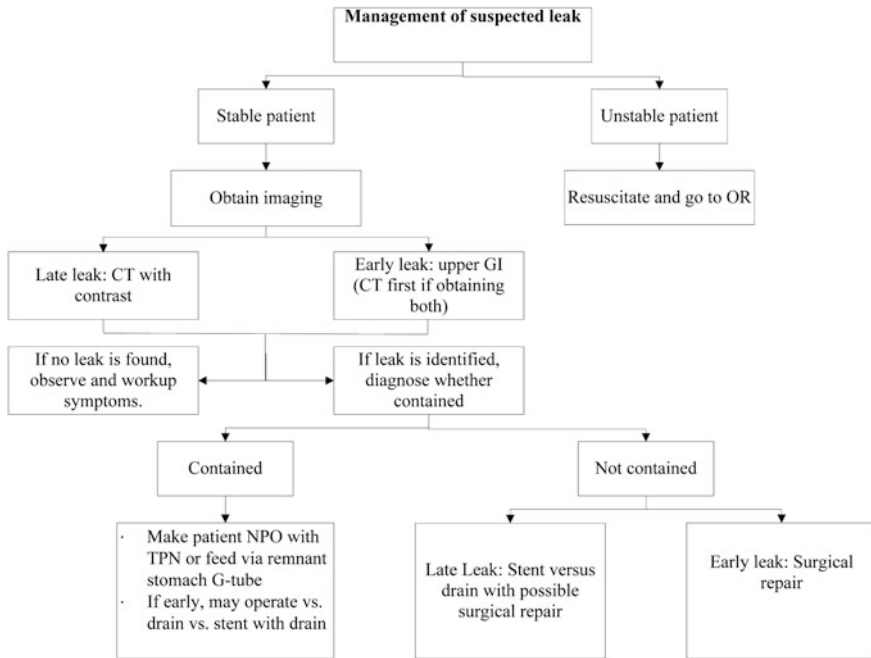 Management of suspected leak
Stable patient
Unstable patient
Obtain imaging
Resuscitate and go to OR
Late leak: CT with
contrast
Early leak: upper GI
(CT first if obtaining
both)
If no leak is found,
observe and workup
symptoms.
If leak is identified,
diagnose whether
contained
Contained
Not contained
· Make patient NPO with
TPN or feed via remnant
stomach G-tube
· If early, may operate vs.
drain vs. stent with drain
Late Leak: Stent versus
drain with possible
surgical repair
Early leak: Surgical
repair